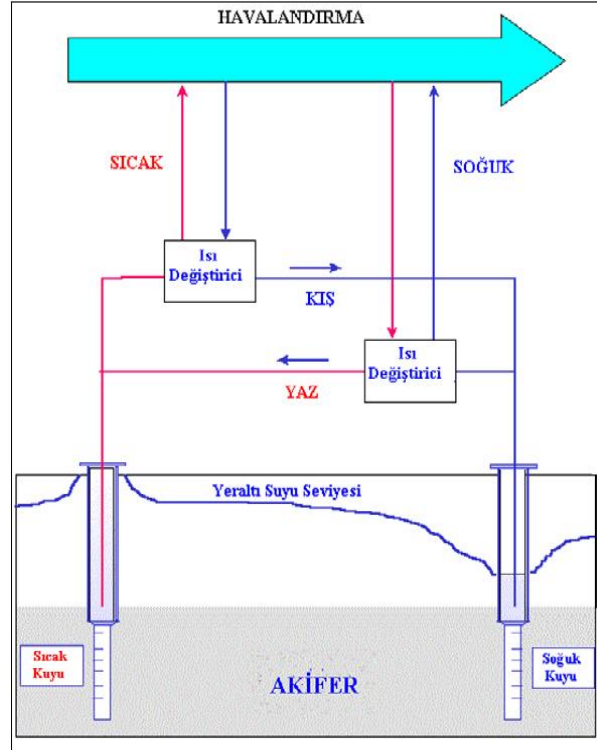 HAVALANDIRMA
SICAK
SOĞUK
Isı
Değiştirici
KIŞ
Isı
Değiştirici
YAZ
Yeraltı Suyu Seviyesi
Sıcak
Kuyu
Soğuk
Kuyu
AKİFER